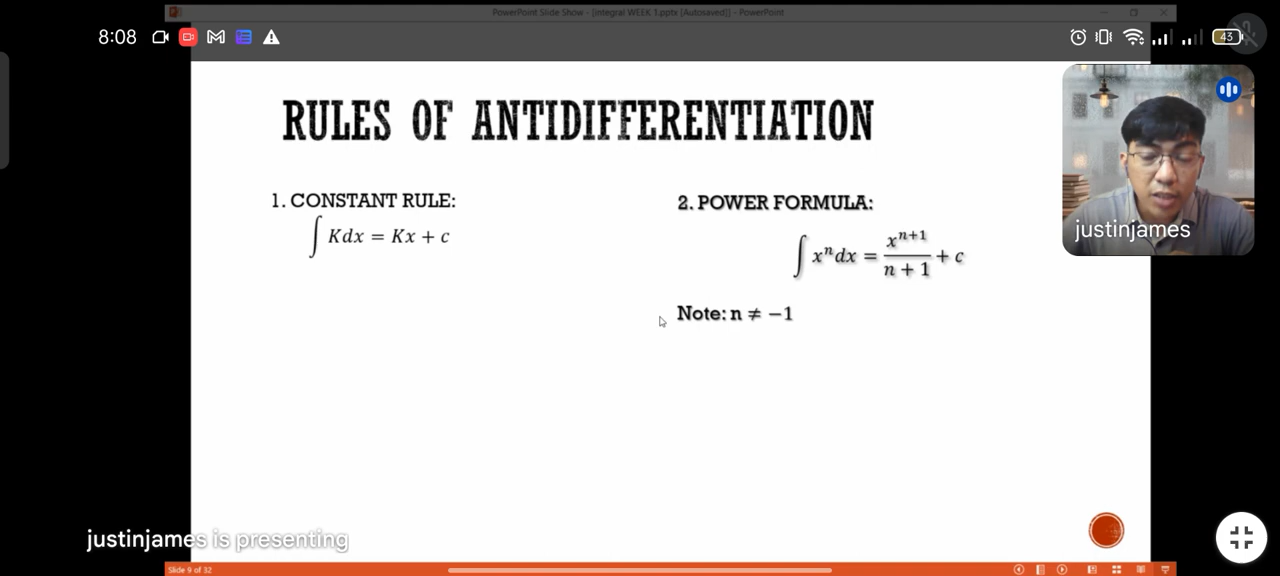 PowerPoint Slide Show - [integral WEEK 1.pptx [Autosaved]] - PowerPoint
8:08
43
RULES OF ANTIDIFFERENTIATION
justinjames
1. CONSTANT RULE:
∫ Kdx = Kx + c
2. POWER FORMULA:
∫ xⁿdx = xⁿ⁺¹/(n + 1) + c
Note: n ≠ −1
justinjames is presenting
Slide 9 of 32